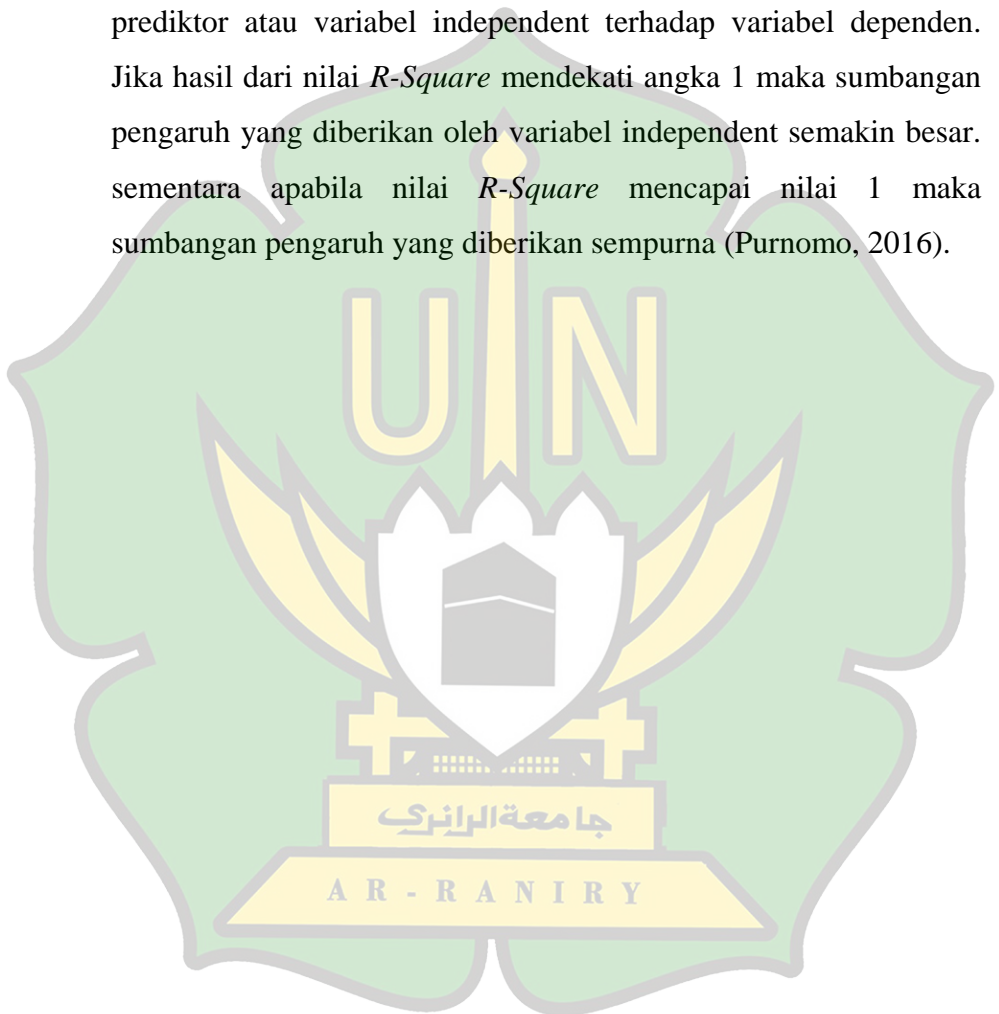 prediktor atau variabel independent terhadap variabel dependen.
Jika hasil dari nilai R-Square mendekati angka 1 maka sumbangan
pengaruh yang diberikan oleh variabel independent semakin besar.
sementara apabila nilai R-Square mencapai nilai 1 maka
sumbangan pengaruh yang diberikan sempurna (Purnomo, 2016).
UIN
جامعة الرانري
AR-RANIRY